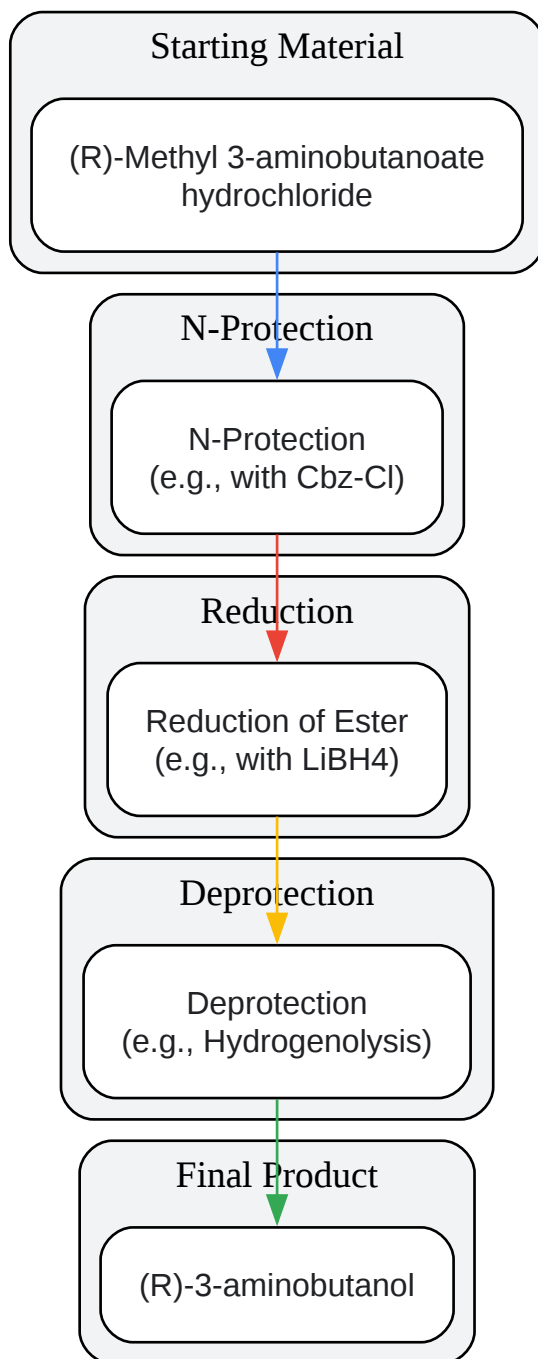 Starting Material
(R)-Methyl 3-aminobutanoate
hydrochloride
N-Protection
N-Protection
(e.g., with Cbz-Cl)
Reduction
Reduction of Ester
(e.g., with LiBH4)
Deprotection
Deprotection
(e.g., Hydrogenolysis)
Final Product
(R)-3-aminobutanol